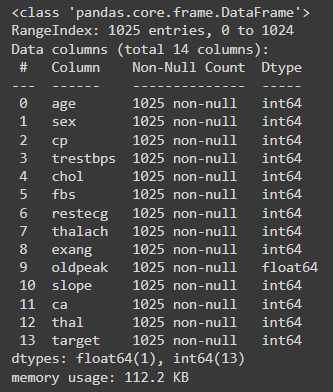 <class 'pandas.core.frame.DataFrame'>
RangeIndex: 1025 entries, 0 to 1024
Data columns (total 14 columns):
 #   Column    Non-Null Count  Dtype
---  ------    --------------  -----
 0   age       1025 non-null   int64
 1   sex       1025 non-null   int64
 2   cp        1025 non-null   int64
 3   trestbps  1025 non-null   int64
 4   chol      1025 non-null   int64
 5   fbs       1025 non-null   int64
 6   restecg   1025 non-null   int64
 7   thalach   1025 non-null   int64
 8   exang     1025 non-null   int64
 9   oldpeak   1025 non-null   float64
 10  slope     1025 non-null   int64
 11  ca        1025 non-null   int64
 12  thal      1025 non-null   int64
 13  target    1025 non-null   int64
dtypes: float64(1), int64(13)
memory usage: 112.2 KB